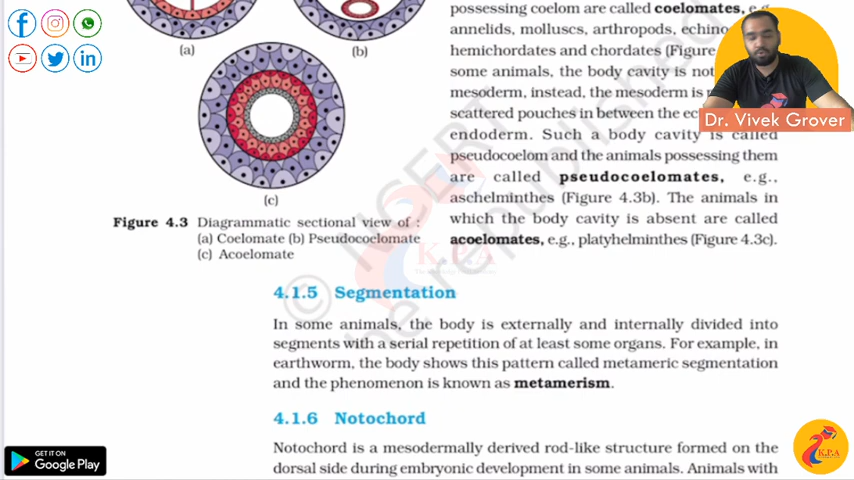 possessing coelom are called coelomates, e.g.,
annelids, molluscs, arthropods, echino
hemichordates and chordates (Figure
some animals, the body cavity is not
mesoderm, instead, the mesoderm is
scattered pouches in between the
endoderm. Such a body cavity is called
pseudocoelom and the animals possessing them
are called pseudocoelomates, e.g.,
aschelminthes (Figure 4.3b). The animals in
which the body cavity is absent are called
acoelomates, e.g., platyhelminthes (Figure 4.3c).
Dr. Vivek Grover
(a)
(b)
(c)
Figure 4.3 Diagrammatic sectional view of :
(a) Coelomate (b) Pseudocoelomate
(c) Acoelomate
4.1.5 Segmentation
In some animals, the body is externally and internally divided into
segments with a serial repetition of at least some organs. For example, in
earthworm, the body shows this pattern called metameric segmentation
and the phenomenon is known as metamerism.
4.1.6 Notochord
Notochord is a mesodermally derived rod-like structure formed on the
dorsal side during embryonic development in some animals. Animals with
© NCERT
be republished
K.P.A
GET IT ON
Google Play
K.P.A